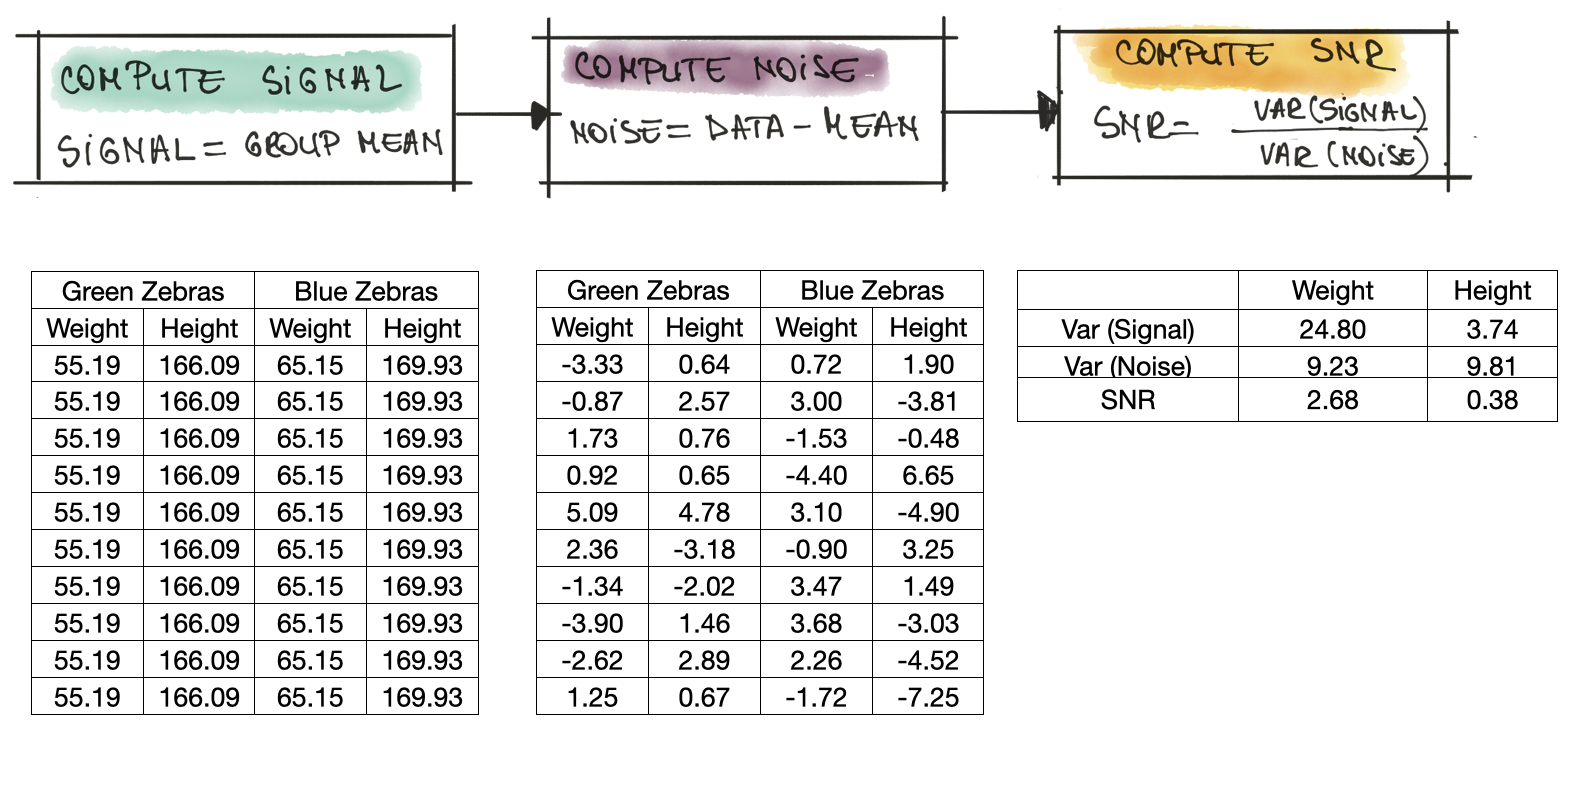 COMPUTE SiGNAL
SiGNAL = GROUP MEAN
COMPUTE NOiSE
NOiSE = DATA - MEAN
COMPUTE SNR
SNR = VAR(SiGNAL)
VAR (NOiSE)
Green Zebras Blue Zebras
Weight Height Weight Height
55.19 166.09 65.15 169.93
55.19 166.09 65.15 169.93
55.19 166.09 65.15 169.93
55.19 166.09 65.15 169.93
55.19 166.09 65.15 169.93
55.19 166.09 65.15 169.93
55.19 166.09 65.15 169.93
55.19 166.09 65.15 169.93
55.19 166.09 65.15 169.93
55.19 166.09 65.15 169.93
Green Zebras Blue Zebras
Weight Height Weight Height
-3.33 0.64 0.72 1.90
-0.87 2.57 3.00 -3.81
1.73 0.76 -1.53 -0.48
0.92 0.65 -4.40 6.65
5.09 4.78 3.10 -4.90
2.36 -3.18 -0.90 3.25
-1.34 -2.02 3.47 1.49
-3.90 1.46 3.68 -3.03
-2.62 2.89 2.26 -4.52
1.25 0.67 -1.72 -7.25
Weight Height
Var (Signal) 24.80 3.74
Var (Noise) 9.23 9.81
SNR 2.68 0.38